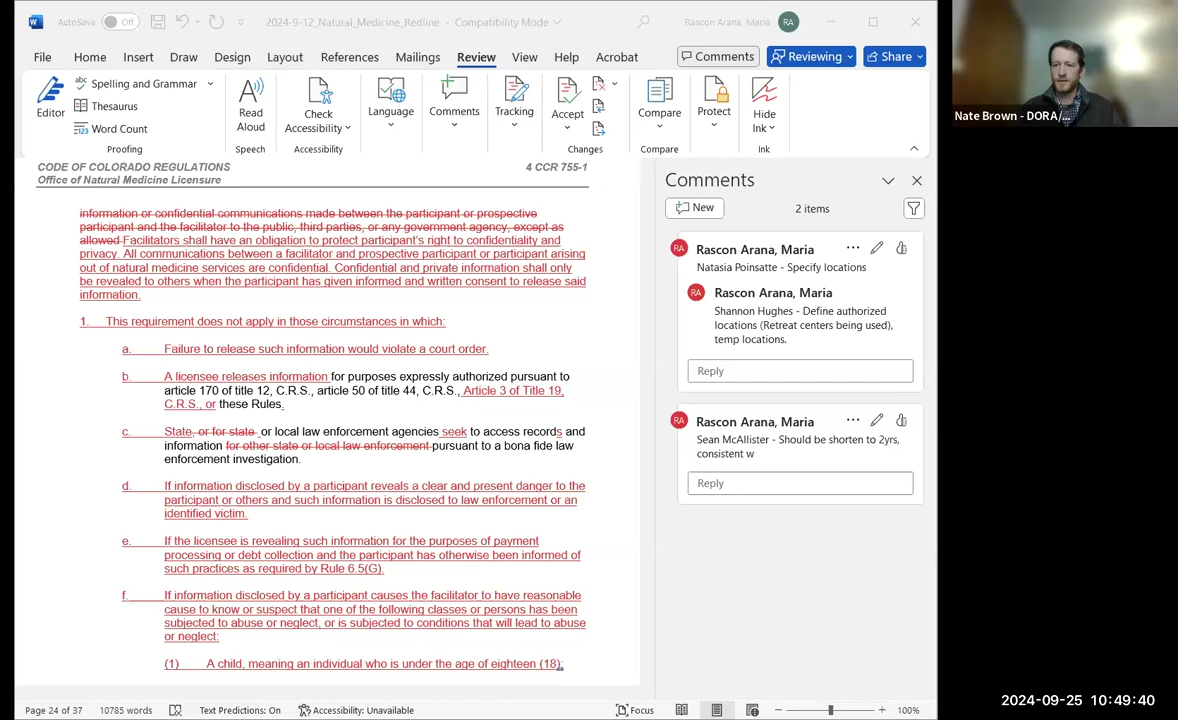 AutoSave Off 2024-9-12_Natural_Medicine_Redline - Compatibility Mode Rascon Arana, Maria RA
File Home Insert Draw Design Layout References Mailings Review View Help Acrobat Comments Reviewing Share
Editor
Spelling and Grammar
Thesaurus
Word Count
Proofing
Read Aloud
Speech
Check Accessibility
Accessibility
Language
Comments
Tracking
Accept
Changes
Compare
Compare
Protect
Hide Ink
Ink
CODE OF COLORADO REGULATIONS 4 CCR 755-1
Office of Natural Medicine Licensure
information or confidential communications made between the participant or prospective
participant and the facilitator to the public, third parties, or any government agency, except as
allowed Facilitators shall have an obligation to protect participant's right to confidentiality and
privacy. All communications between a facilitator and prospective participant or participant arising
out of natural medicine services are confidential. Confidential and private information shall only
be revealed to others when the participant has given informed and written consent to release said
information.
1. This requirement does not apply in those circumstances in which:
a. Failure to release such information would violate a court order.
b. A licensee releases information for purposes expressly authorized pursuant to
article 170 of title 12, C.R.S., article 50 of title 44, C.R.S., Article 3 of Title 19,
C.R.S., or these Rules.
c. State, or for state or local law enforcement agencies seek to access records and
information for other state or local law enforcement pursuant to a bona fide law
enforcement investigation.
d. If information disclosed by a participant reveals a clear and present danger to the
participant or others and such information is disclosed to law enforcement or an
identified victim.
e. If the licensee is revealing such information for the purposes of payment
processing or debt collection and the participant has otherwise been informed of
such practices as required by Rule 6.5(G).
f. If information disclosed by a participant causes the facilitator to have reasonable
cause to know or suspect that one of the following classes or persons has been
subjected to abuse or neglect, or is subjected to conditions that will lead to abuse
or neglect:
(1) A child, meaning an individual who is under the age of eighteen (18);
Comments
New 2 items
RA Rascon Arana, Maria
Natasia Poinsatte - Specify locations
RA Rascon Arana, Maria
Shannon Hughes - Define authorized
locations (Retreat centers being used),
temp locations.
Reply
RA Rascon Arana, Maria
Sean McAllister - Should be shorten to 2yrs,
consistent w
Reply
Page 24 of 37 10785 words Text Predictions: On Accessibility: Unavailable Focus 100%
Nate Brown - DORA/...
2024-09-25 10:49:40